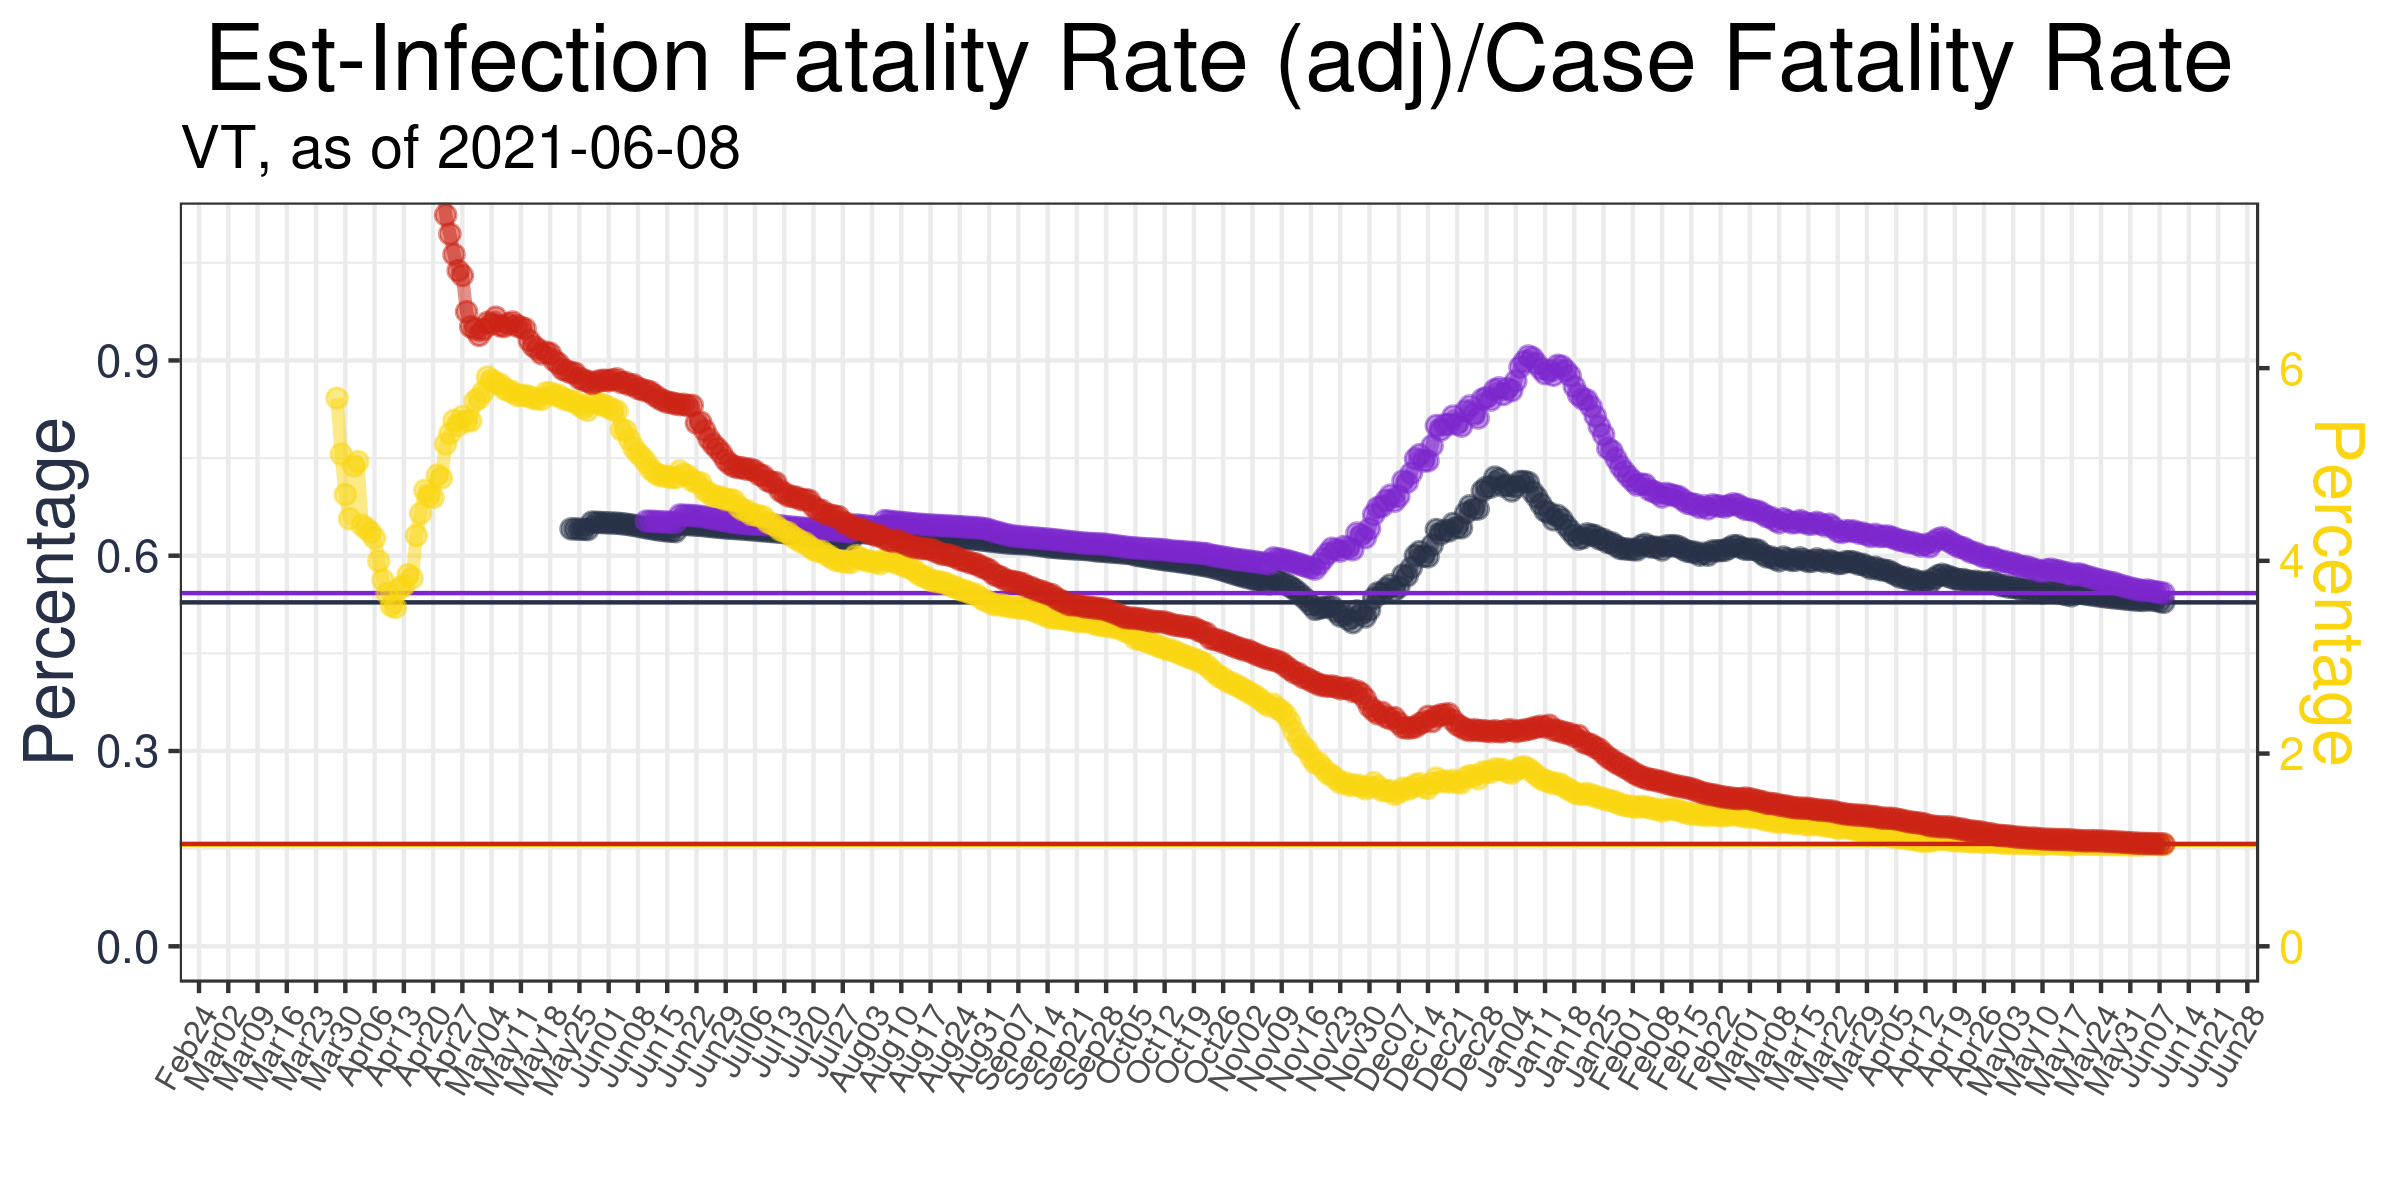 Est-Infection Fatality Rate (adj)/Case Fatality Rate
VT, as of 2021-06-08
Percentage
0.9
0.6
0.3
0.0
6
4
2
0
Percentage
Feb24
Mar02
Mar09
Mar16
Mar23
Mar30
Apr06
Apr13
Apr20
Apr27
May04
May11
May18
May25
Jun01
Jun08
Jun15
Jun22
Jun29
Jul06
Jul13
Jul20
Jul27
Aug03
Aug10
Aug17
Aug24
Aug31
Sep07
Sep14
Sep21
Sep28
Oct05
Oct12
Oct19
Oct26
Nov02
Nov09
Nov16
Nov23
Nov30
Dec07
Dec14
Dec21
Dec28
Jan04
Jan11
Jan18
Jan25
Feb01
Feb08
Feb15
Feb22
Mar01
Mar08
Mar15
Mar22
Mar29
Apr05
Apr12
Apr19
Apr26
May03
May10
May17
May24
May31
Jun07
Jun14
Jun21
Jun28